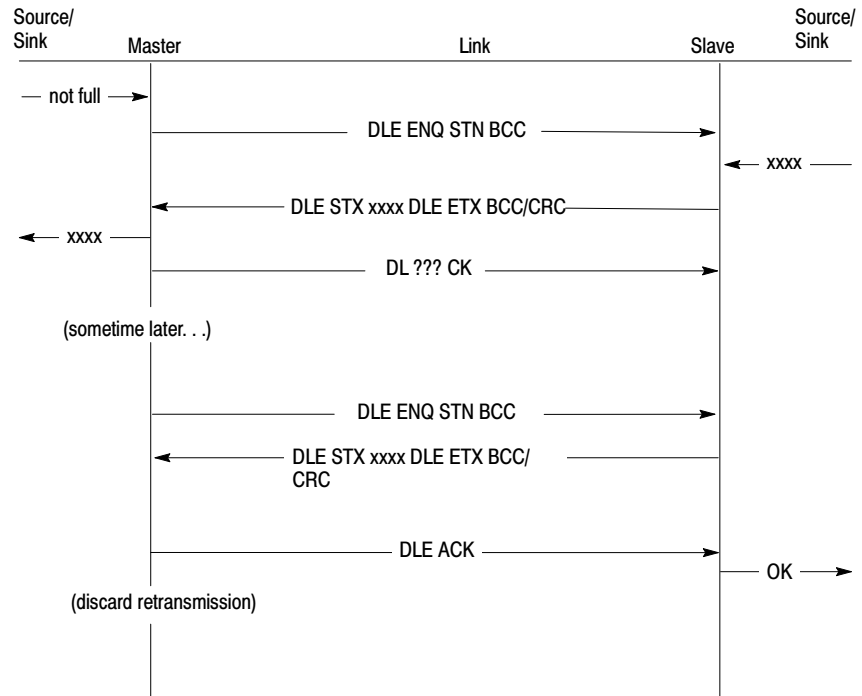 Source/
Sink
Master
Link
Slave
Source/
Sink
not full
DLE ENQ STN BCC
xxxx
DLE STX xxxx DLE ETX BCC/CRC
xxxx
DL ??? CK
(sometime later. . .)
DLE ENQ STN BCC
DLE STX xxxx DLE ETX BCC/
CRC
DLE ACK
OK
(discard retransmission)